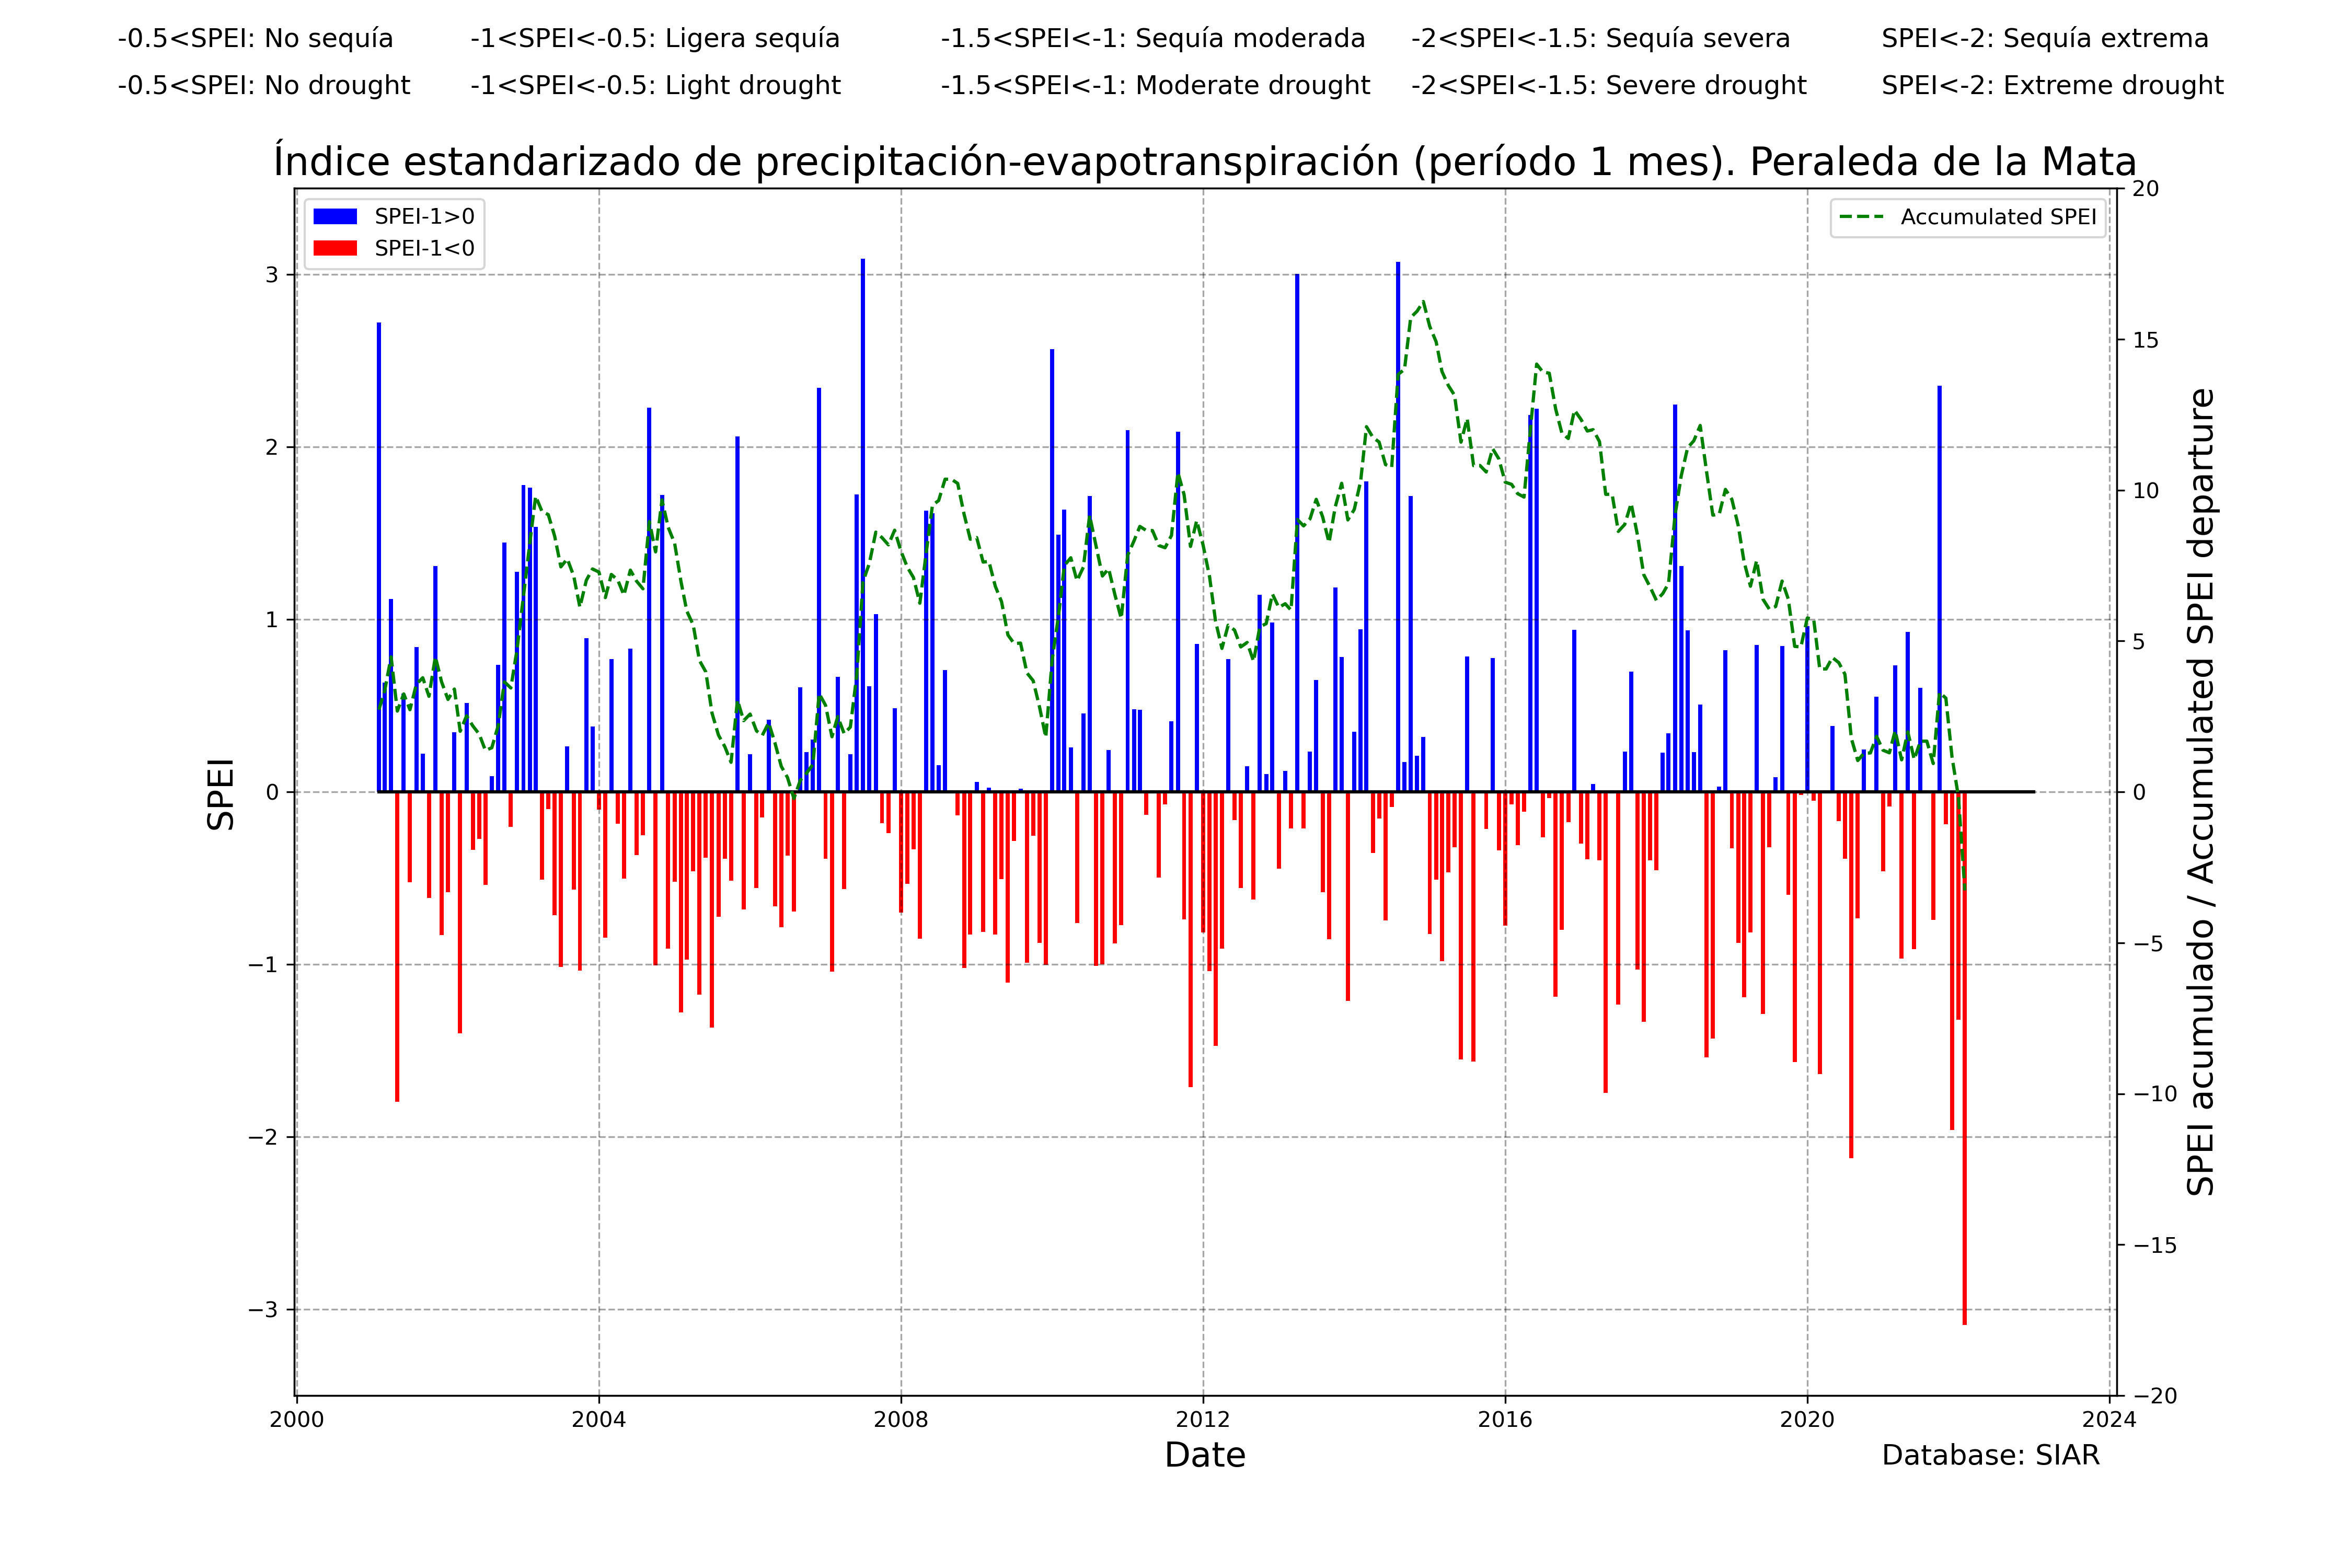 -0.5<SPEI: No sequía -1<SPEI<-0.5: Ligera sequía -1.5<SPEI<-1: Sequía moderada -2<SPEI<-1.5: Sequía severa SPEI<-2: Sequía extrema
-0.5<SPEI: No drought -1<SPEI<-0.5: Light drought -1.5<SPEI<-1: Moderate drought -2<SPEI<-1.5: Severe drought SPEI<-2: Extreme drought
Índice estandarizado de precipitación-evapotranspiración (período 1 mes). Peraleda de la Mata
SPEI-1>0
SPEI-1<0
Accumulated SPEI
SPEI
3
2
1
0
−1
−2
−3
20
15
10
5
0
−5
−10
−15
−20
SPEI acumulado / Accumulated SPEI departure
2000 2004 2008 2012 2016 2020 2024
Date
Database: SIAR